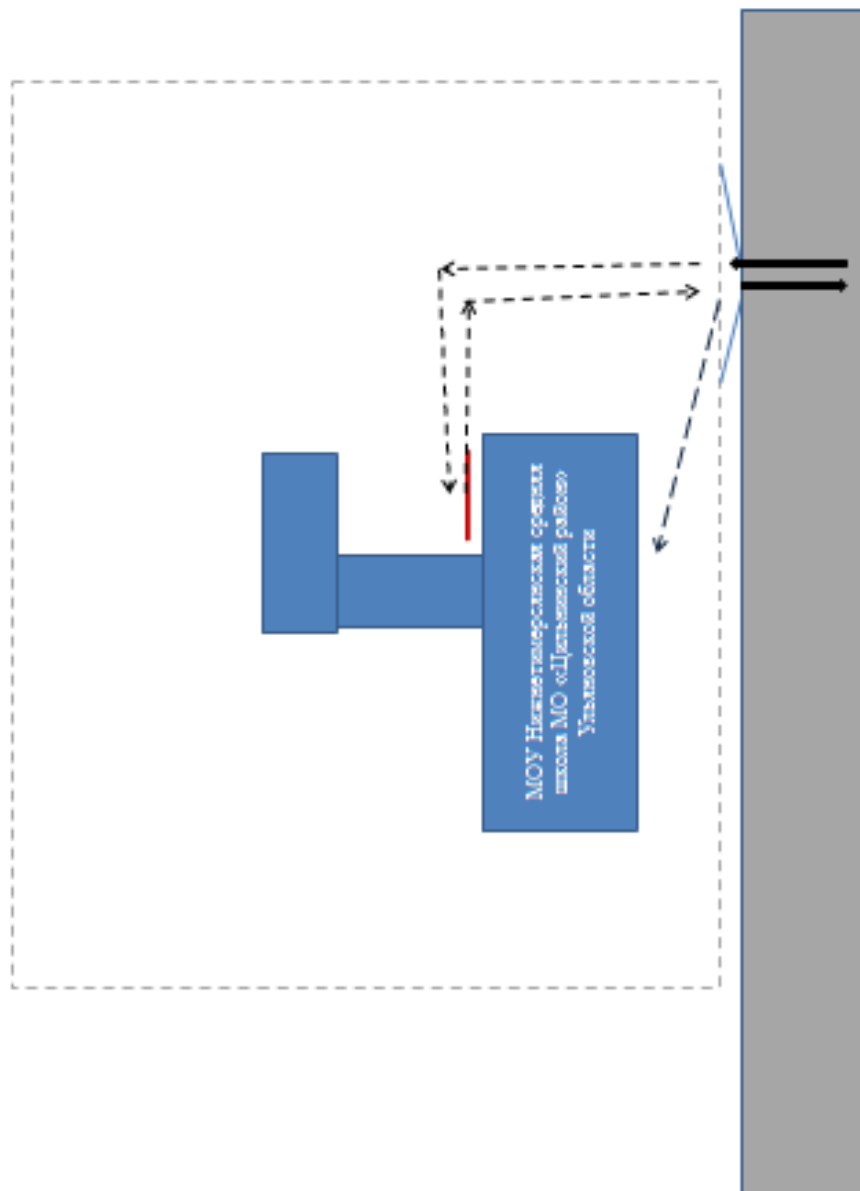 МОУ Нижнетимерсянская средняя
школа МО «Цильнинский район»
Ульяновской области